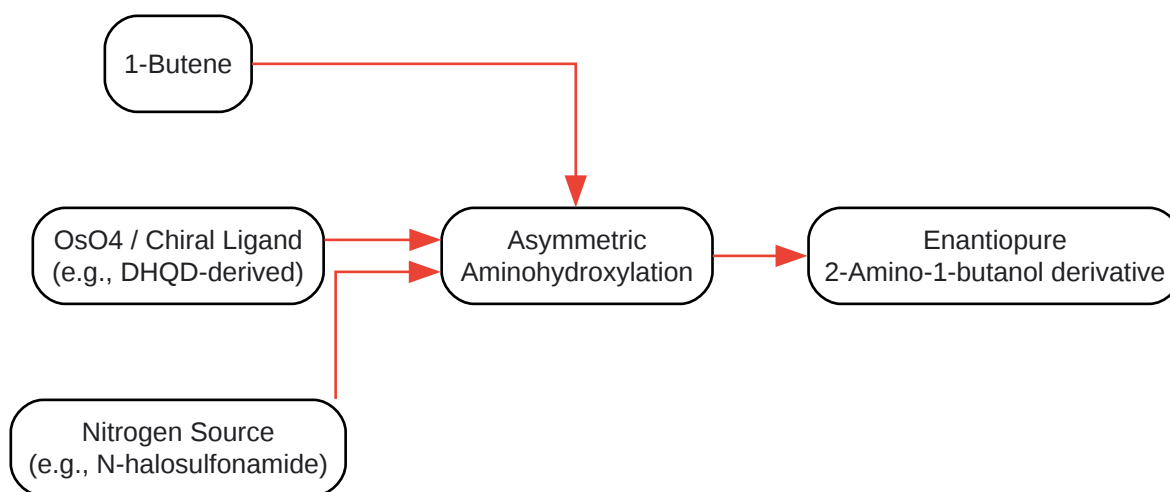 1-Butene
OsO4 / Chiral Ligand
(e.g., DHQD-derived)
Asymmetric
Aminohydroxylation
Enantiopure
2-Amino-1-butanol derivative
Nitrogen Source
(e.g., N-halosulfonamide)